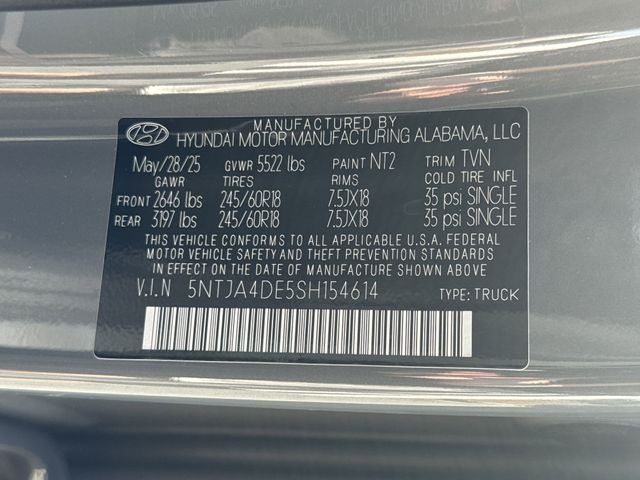 MANUFACTURED BY
HYUNDAI MOTOR MANUFACTURING ALABAMA, LLC
May/28/25 GVWR 5522 lbs PAINT NT2 TRIM TVN
GAWR TIRES RIMS COLD TIRE INFL
FRONT 2646 lbs 245/60R18 7.5JX18 35 psi SINGLE
REAR 3197 lbs 245/60R18 7.5JX18 35 psi SINGLE
THIS VEHICLE CONFORMS TO ALL APPLICABLE U.S.A. FEDERAL
MOTOR VEHICLE SAFETY AND THEFT PREVENTION STANDARDS
IN EFFECT ON THE DATE OF MANUFACTURE SHOWN ABOVE.
V.I.N 5NTJA4DE5SH154614 TYPE: TRUCK